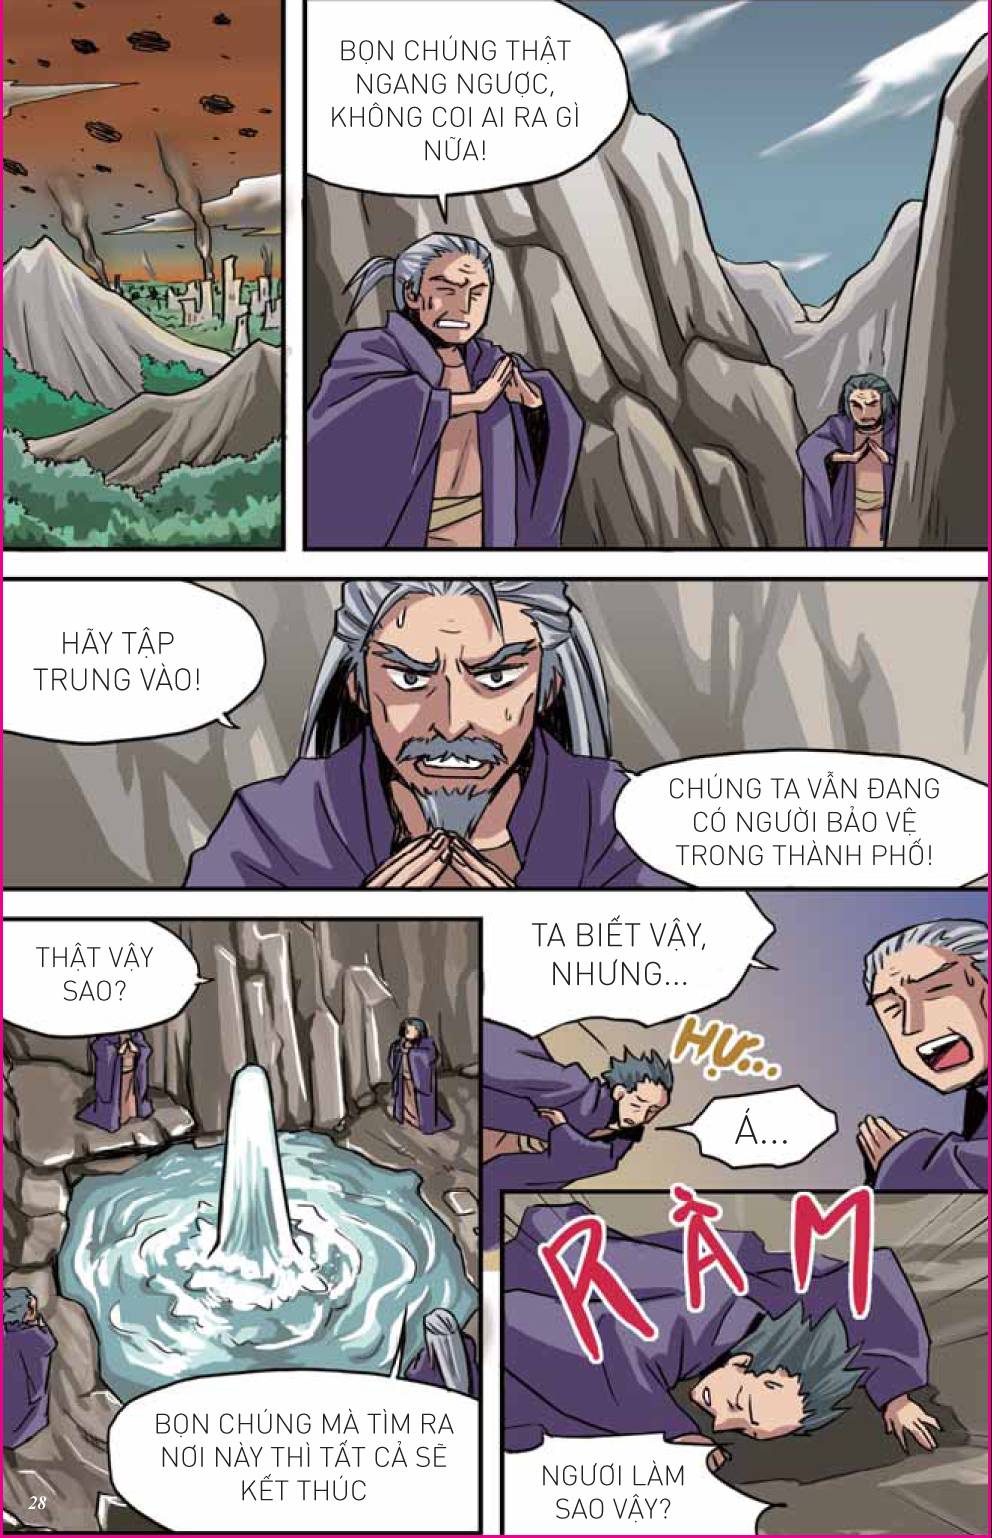 BỌN CHÚNG THẬT
NGANG NGƯỢC,
KHÔNG COI AI RA GÌ
NỮA!
HÃY TẬP
TRUNG VÀO!
CHÚNG TA VẪN ĐANG
CÓ NGƯỜI BẢO VỆ
TRONG THÀNH PHỐ!
THẬT VẬY
SAO?
BỌN CHÚNG MÀ TÌM RA
NƠI NÀY THÌ TẤT CẢ SẼ
KẾT THÚC
TA BIẾT VẬY,
NHƯNG...
HỰ...
Á...
RẦM
NGƯƠI LÀM
SAO VẬY?
28